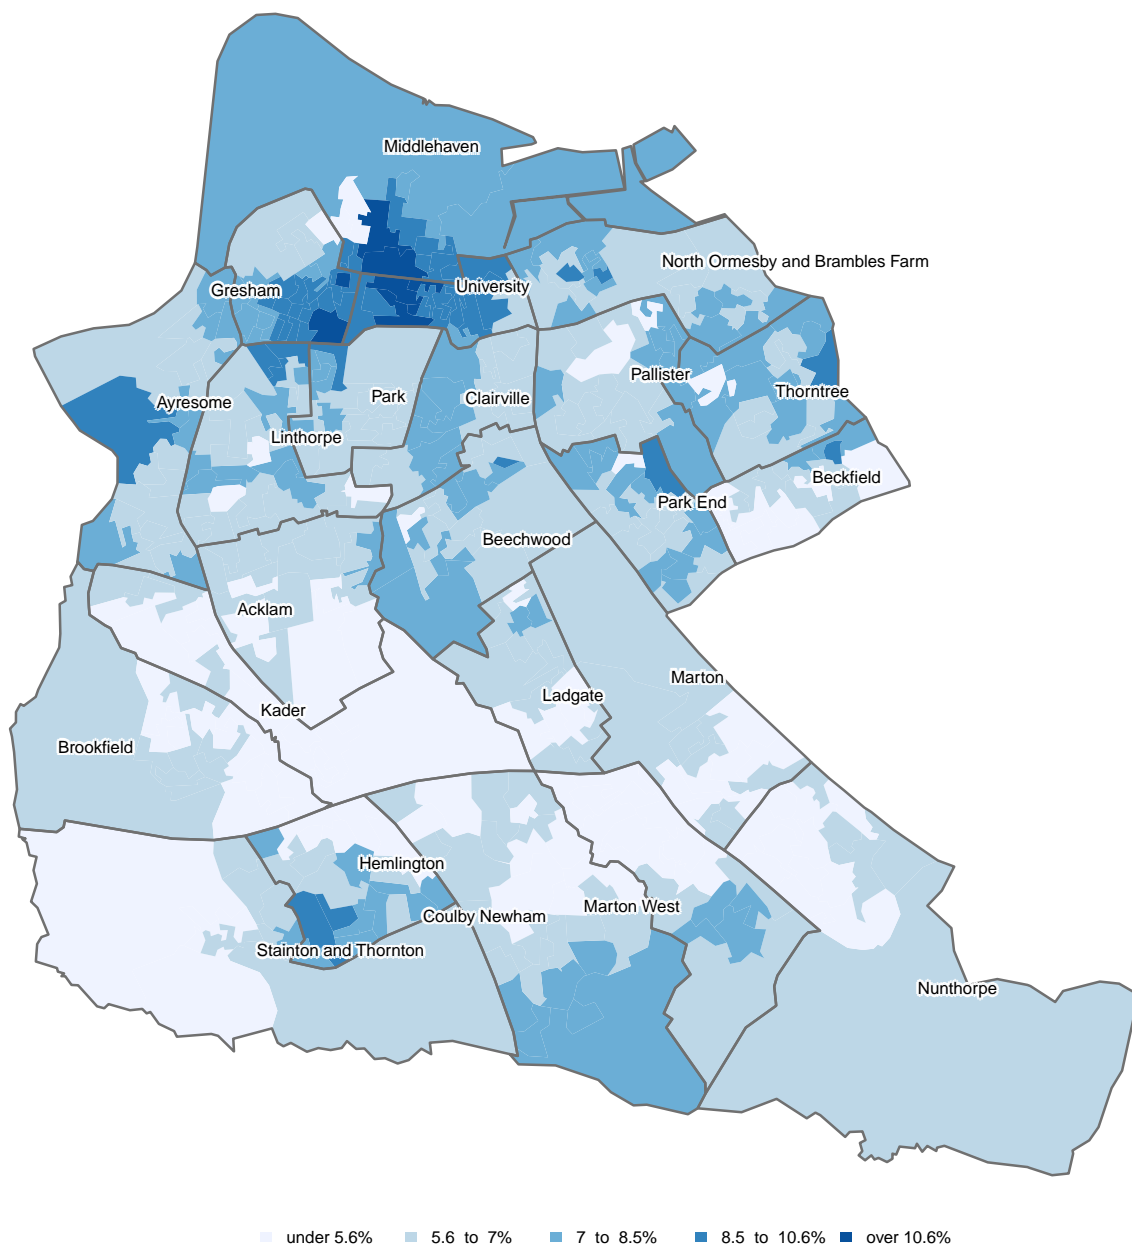 Middlehaven
North Ormesby and Brambles Farm
University
Gresham
Pallister
Thorntree
Park
Clairville
Ayresome
Linthorpe
Beckfield
Park End
Beechwood
Acklam
Marton
Ladgate
Kader
Brookfield
Hemlington
Marton West
Coulby Newham
Stainton and Thornton
Nunthorpe
under 5.6% 5.6 to 7% 7 to 8.5% 8.5 to 10.6% over 10.6%